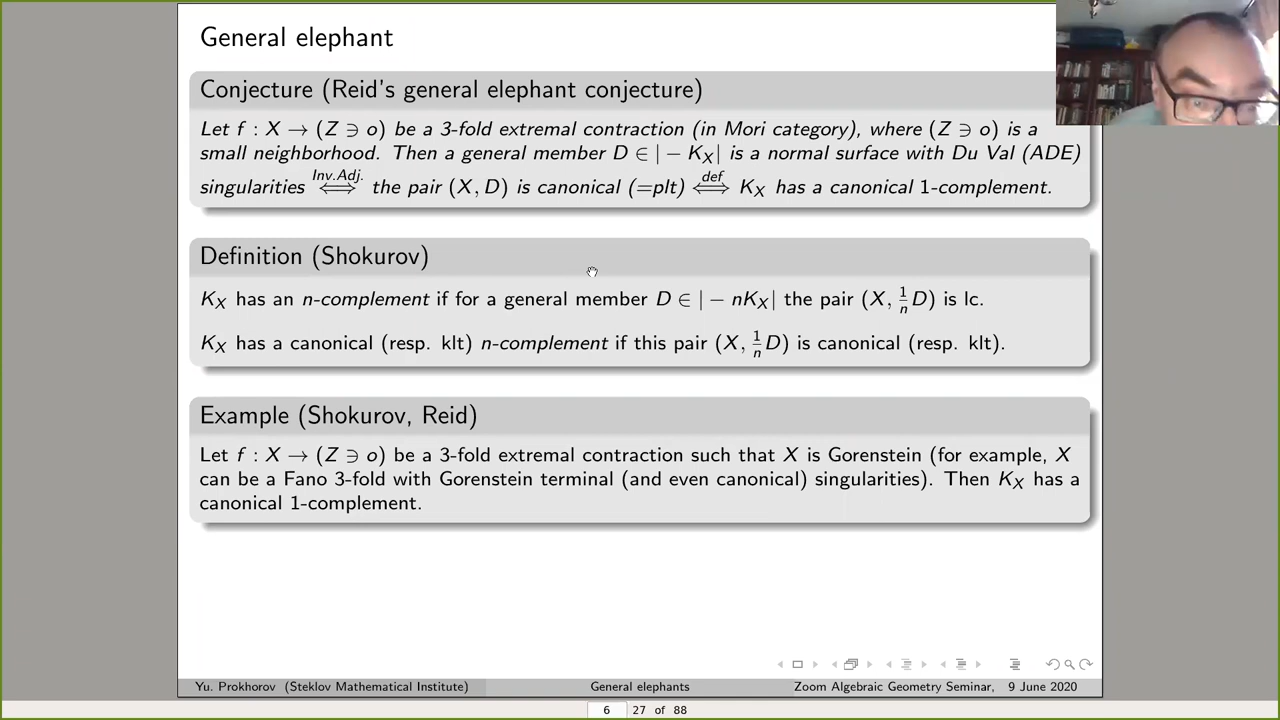 General elephant
Conjecture (Reid's general elephant conjecture)
Let f : X → (Z ∋ o) be a 3-fold extremal contraction (in Mori category), where (Z ∋ o) is a
small neighborhood. Then a general member D ∈ | − K_X| is a normal surface with Du Val (ADE)
singularities ⟺^{Inv.Adj.} the pair (X, D) is canonical (=plt) ⟺^{def} K_X has a canonical 1-complement.
Definition (Shokurov)
K_X has an n-complement if for a general member D ∈ | − nK_X| the pair (X, 1/n D) is lc.
K_X has a canonical (resp. klt) n-complement if this pair (X, 1/n D) is canonical (resp. klt).
Example (Shokurov, Reid)
Let f : X → (Z ∋ o) be a 3-fold extremal contraction such that X is Gorenstein (for example, X
can be a Fano 3-fold with Gorenstein terminal (and even canonical) singularities). Then K_X has a
canonical 1-complement.
Yu. Prokhorov (Steklov Mathematical Institute) General elephants Zoom Algebraic Geometry Seminar, 9 June 2020
6 27 of 88